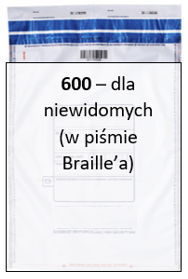 600 – dla
niewidomych
(w piśmie
Braille’a)